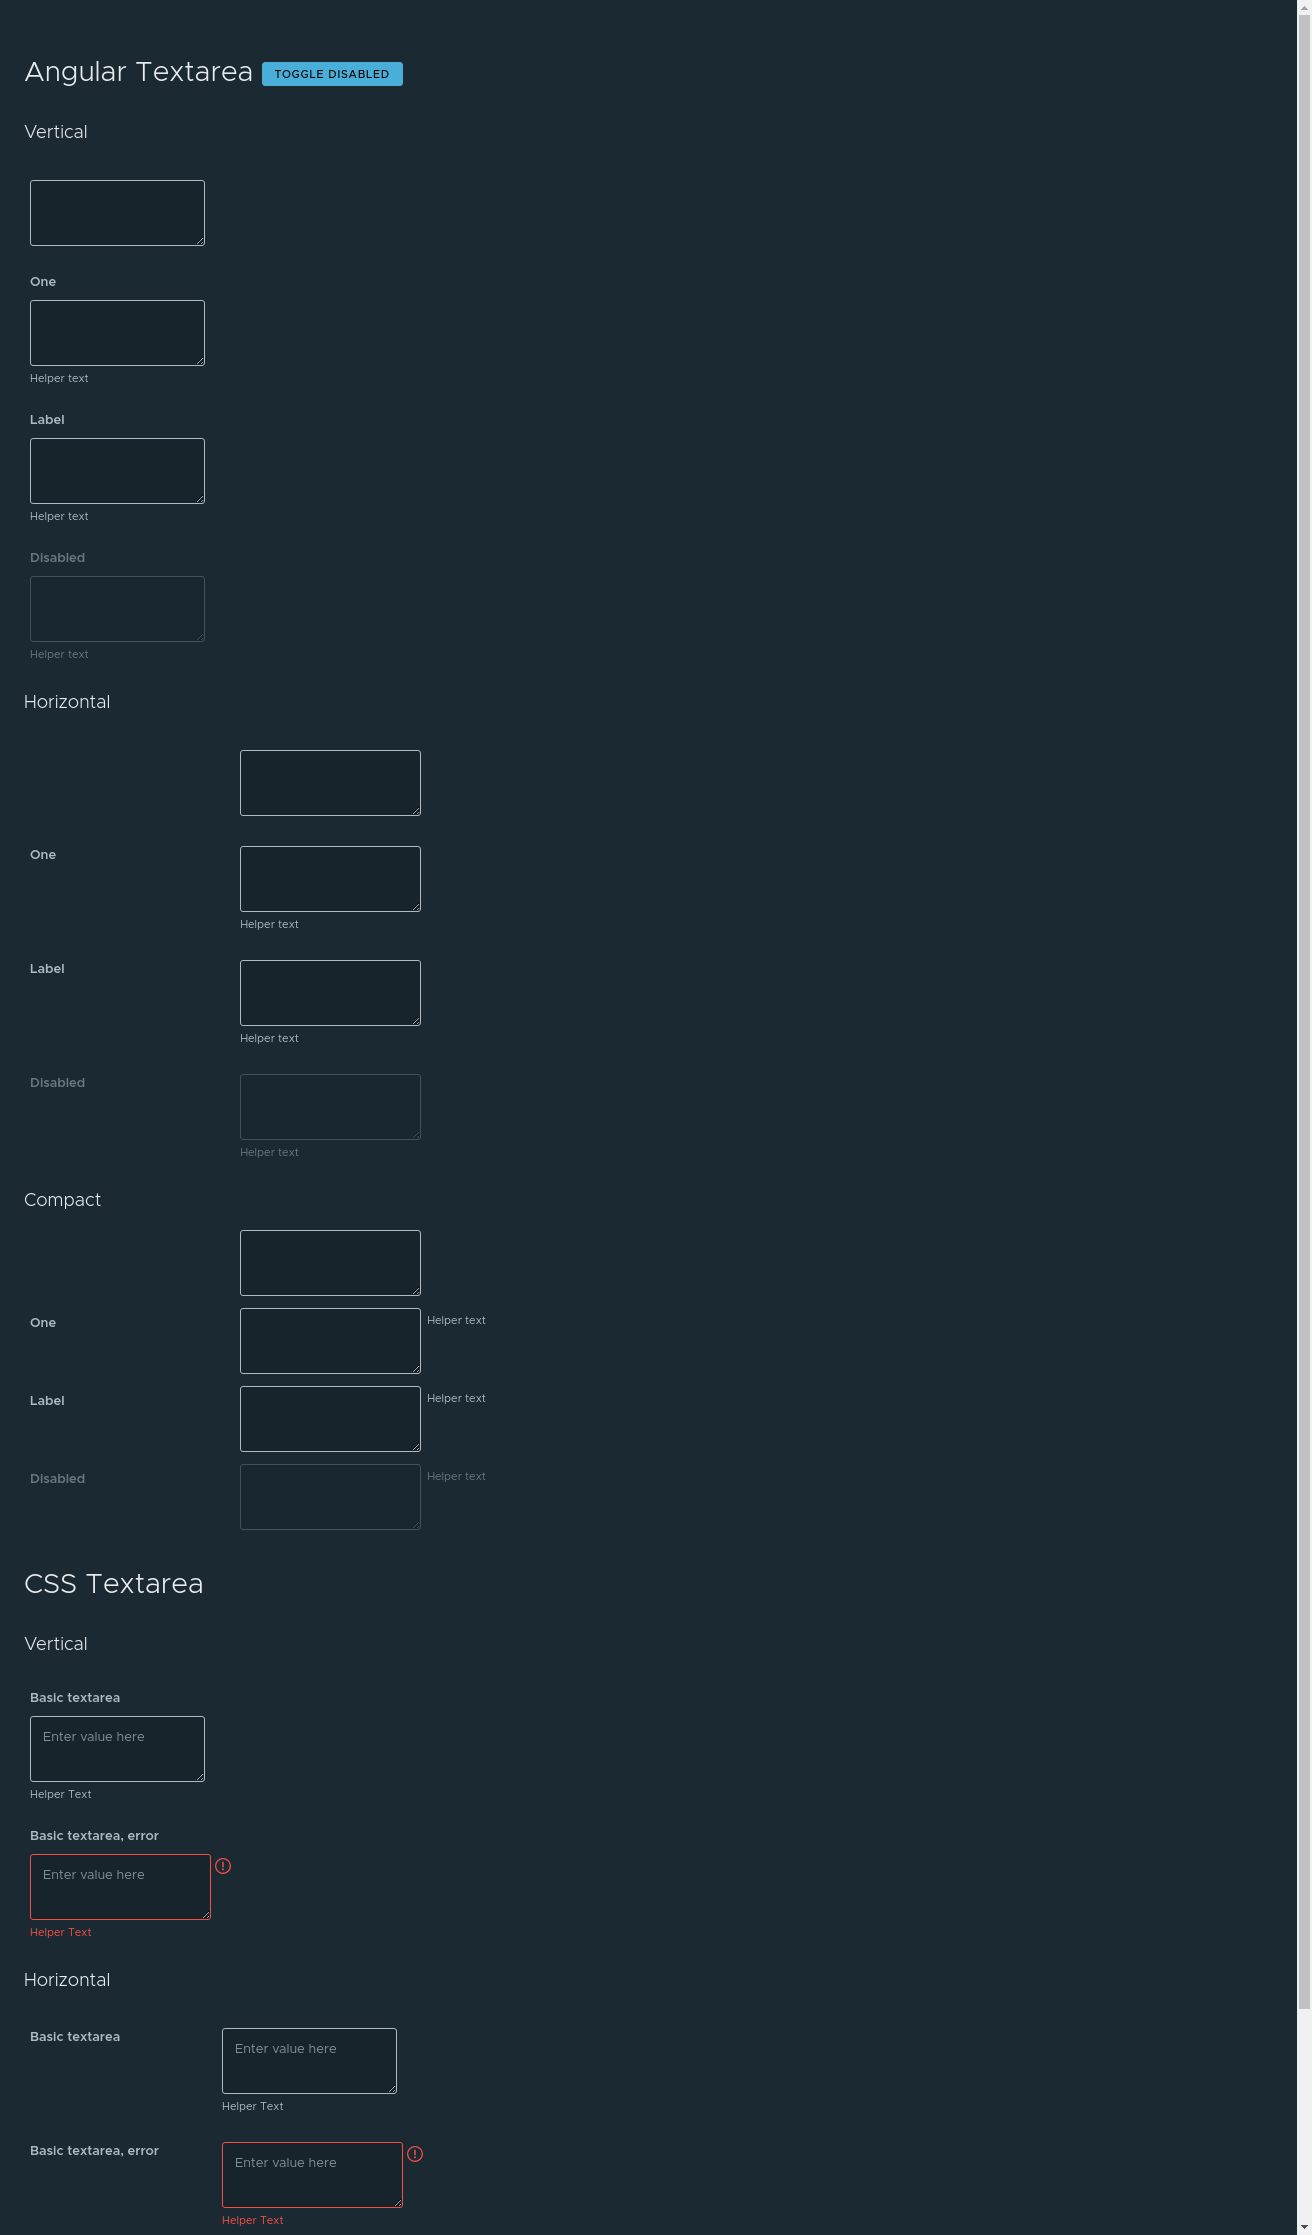 Angular Textarea TOGGLE DISABLED
Vertical
One
Helper text
Label
Helper text
Disabled
Helper text
Horizontal
One
Helper text
Label
Helper text
Disabled
Helper text
Compact
One Helper text
Label Helper text
Disabled Helper text
CSS Textarea
Vertical
Basic textarea
Enter value here
Helper Text
Basic textarea, error
Enter value here
Helper Text
Horizontal
Basic textarea
Enter value here
Helper Text
Basic textarea, error
Enter value here
Helper Text